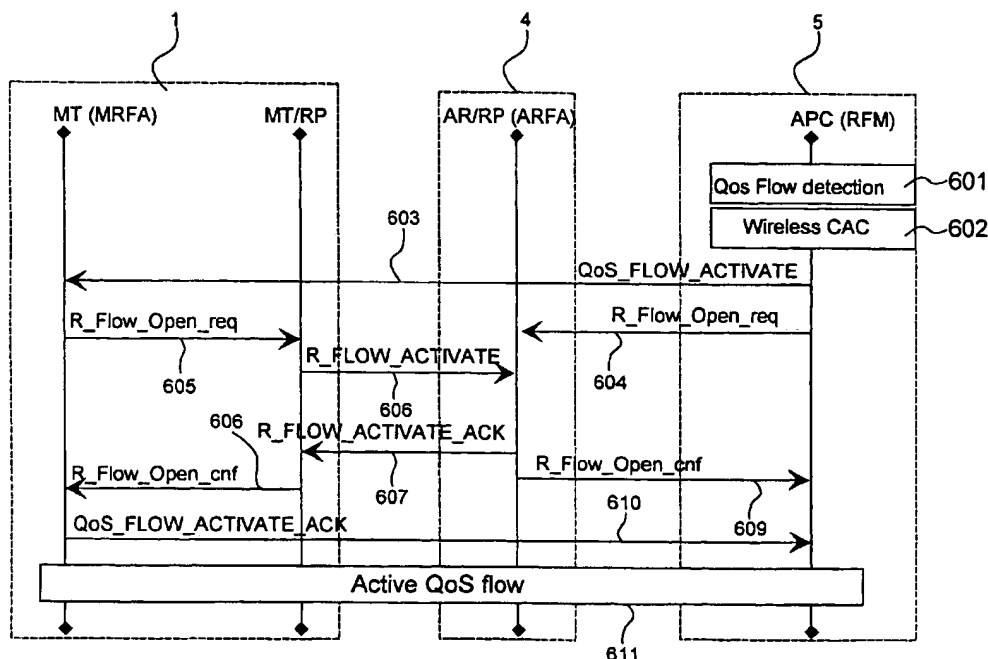 1
4
5
MT (MRFA)
MT/RP
AR/RP (ARFA)
APC (RFM)
Qos Flow detection
601
Wireless CAC
602
603
QoS_FLOW_ACTIVATE
R_Flow_Open_req
R_Flow_Open_req
605
R_FLOW_ACTIVATE
604
606
606
R_FLOW_ACTIVATE_ACK
R_Flow_Open_cnf
607
R_Flow_Open_cnf
610
609
QoS_FLOW_ACTIVATE_ACK
Active QoS flow
611